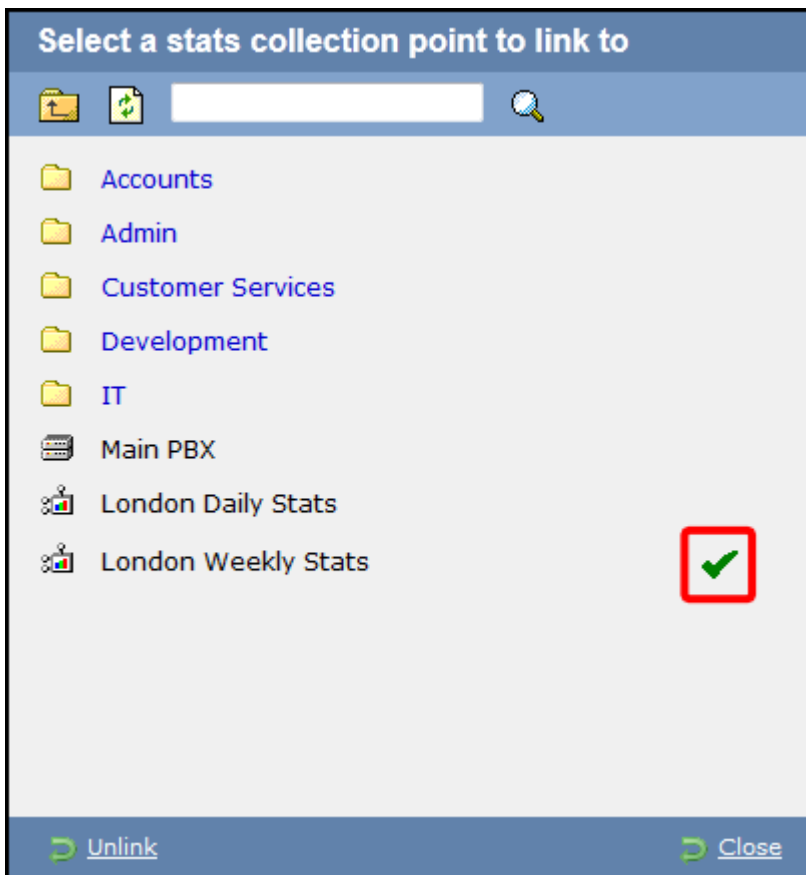 Select a stats collection point to link to
Accounts
Admin
Customer Services
Development
IT
Main PBX
London Daily Stats
London Weekly Stats
Unlink
Close